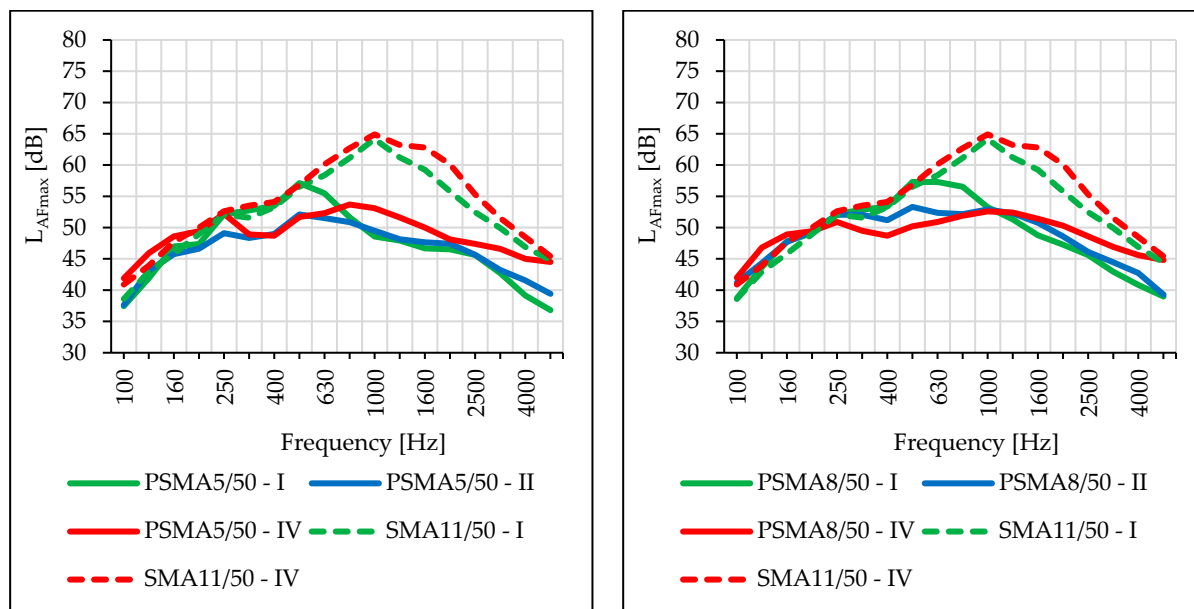 80
75
70
65
60
55
50
45
40
35
30
L_AFmax [dB]
100
160
250
400
630
1000
1600
2500
4000
Frequency [Hz]
PSMA5/50 - I
PSMA5/50 - II
PSMA5/50 - IV
SMA11/50 - I
SMA11/50 - IV
80
75
70
65
60
55
50
45
40
35
30
L_AFmax [dB]
100
160
250
400
630
1000
1600
2500
4000
Frequency [Hz]
PSMA8/50 - I
PSMA8/50 - II
PSMA8/50 - IV
SMA11/50 - I
SMA11/50 - IV